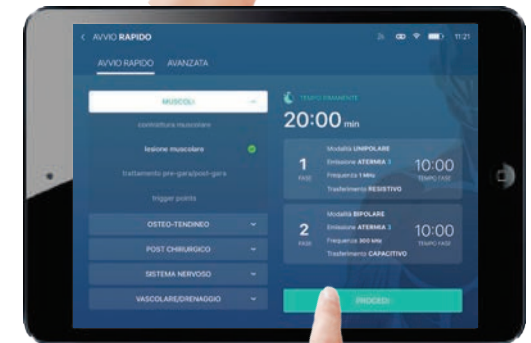 AVVIO RAPIDO
11:21
AVVIO RAPIDO AVANZATA
MUSCOLI
contrattura muscolare
lesione muscolare
trattamento pre-gara/post-gara
trigger points
OSTEO-TENDINEO
POST CHIRURGICO
SISTEMA NERVOSO
VASCOLARE/DRENAGGIO
TEMPO RIMANENTE
20:00 min
1
FASE
Modalità UNIPOLARE
Emissione ATERMIA 3
Frequenza 1 MHz
Trasferimento RESISTIVO
10:00
TEMPO FASE
2
FASE
Modalità BIPOLARE
Emissione ATERMIA 3
Frequenza 300 kHz
Trasferimento CAPACITIVO
10:00
TEMPO FASE
PROCEDI